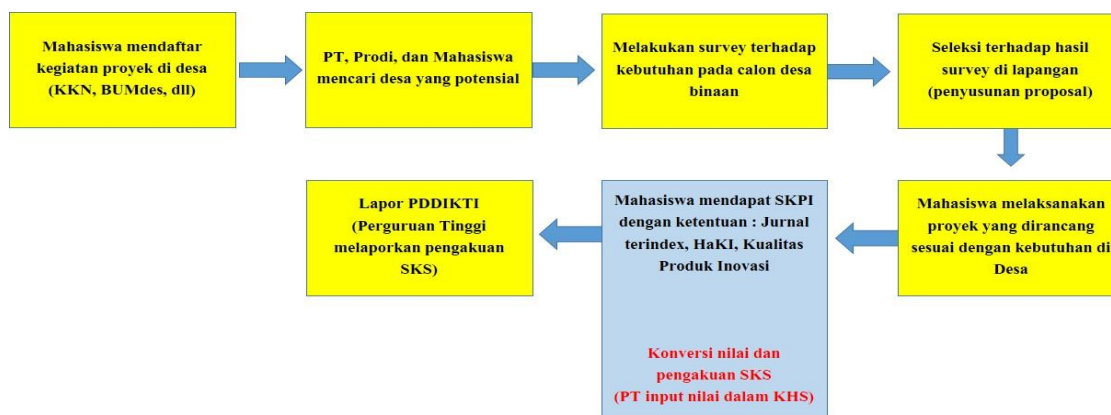 Mahasiswa mendaftar
kegiatan proyek di desa
(KKN, BUMdes, dll)
PT, Prodi, dan Mahasiswa
mencari desa yang potensial
Melakukan survey terhadap
kebutuhan pada calon desa
binaan
Seleksi terhadap hasil
survey di lapangan
(penyusunan proposal)
Mahasiswa melaksanakan
proyek yang dirancang
sesuai dengan kebutuhan di
Desa
Mahasiswa mendapat SKPI
dengan ketentuan : Jurnal
terindex, HaKI, Kualitas
Produk Inovasi
Konversi nilai dan
pengakuan SKS
(PT input nilai dalam KHS)
Lapor PDDIKTI
(Perguruan Tinggi
melaporkan pengakuan
SKS)